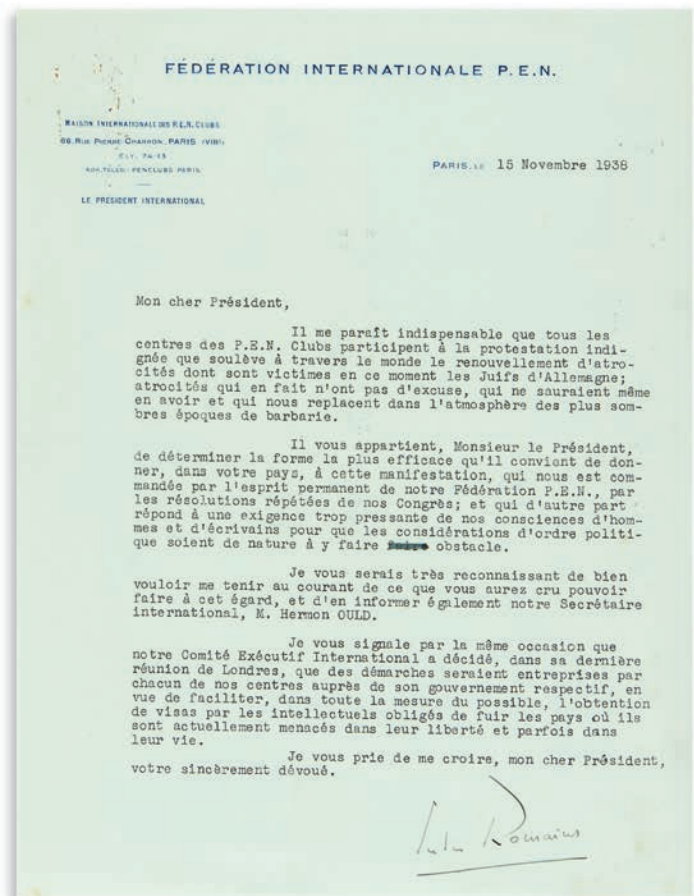 FÉDÉRATION INTERNATIONALE P.E.N.
MAISON INTERNATIONALE DES P.E.N. CLUBS
66, RUE PIERRE CHARRON, PARIS (VIIIe)
ÉLY. 74-13
ADR. TÉLÉG.: PENCLUBS PARIS
LE PRÉSIDENT INTERNATIONAL
PARIS, LE 15 Novembre 1938
Mon cher Président,
Il me paraît indispensable que tous les
centres des P.E.N. Clubs participent à la protestation indi-
gnée que soulève à travers le monde le renouvellement d'atro-
cités dont sont victimes en ce moment les Juifs d'Allemagne;
atrocités qui en fait n'ont pas d'excuse, qui ne sauraient même
en avoir et qui nous replacent dans l'atmosphère des plus som-
bres époques de barbarie.
Il vous appartient, Monsieur le Président,
de déterminer la forme la plus efficace qu'il convient de don-
ner, dans votre pays, à cette manifestation, qui nous est com-
mandée par l'esprit permanent de notre Fédération P.E.N., par
les résolutions répétées de nos Congrès; et qui d'autre part
répond à une exigence trop pressante de nos consciences d'hom-
mes et d'écrivains pour que les considérations d'ordre politi-
que soient de nature à y faire obstacle.
Je vous serais très reconnaissant de bien
vouloir me tenir au courant de ce que vous aurez cru pouvoir
faire à cet égard, et d'en informer également notre Secrétaire
international, M. Hermon OULD.
Je vous signale par la même occasion que
notre Comité Exécutif International a décidé, dans sa dernière
réunion de Londres, que des démarches seraient entreprises par
chacun de nos centres auprès de son gouvernement respectif, en
vue de faciliter, dans toute la mesure du possible, l'obtention
de visas par les intellectuels obligés de fuir les pays où ils
sont actuellement menacés dans leur liberté et parfois dans
leur vie.
Je vous prie de me croire, mon cher Président,
votre sincèrement dévoué.
Jules Romains